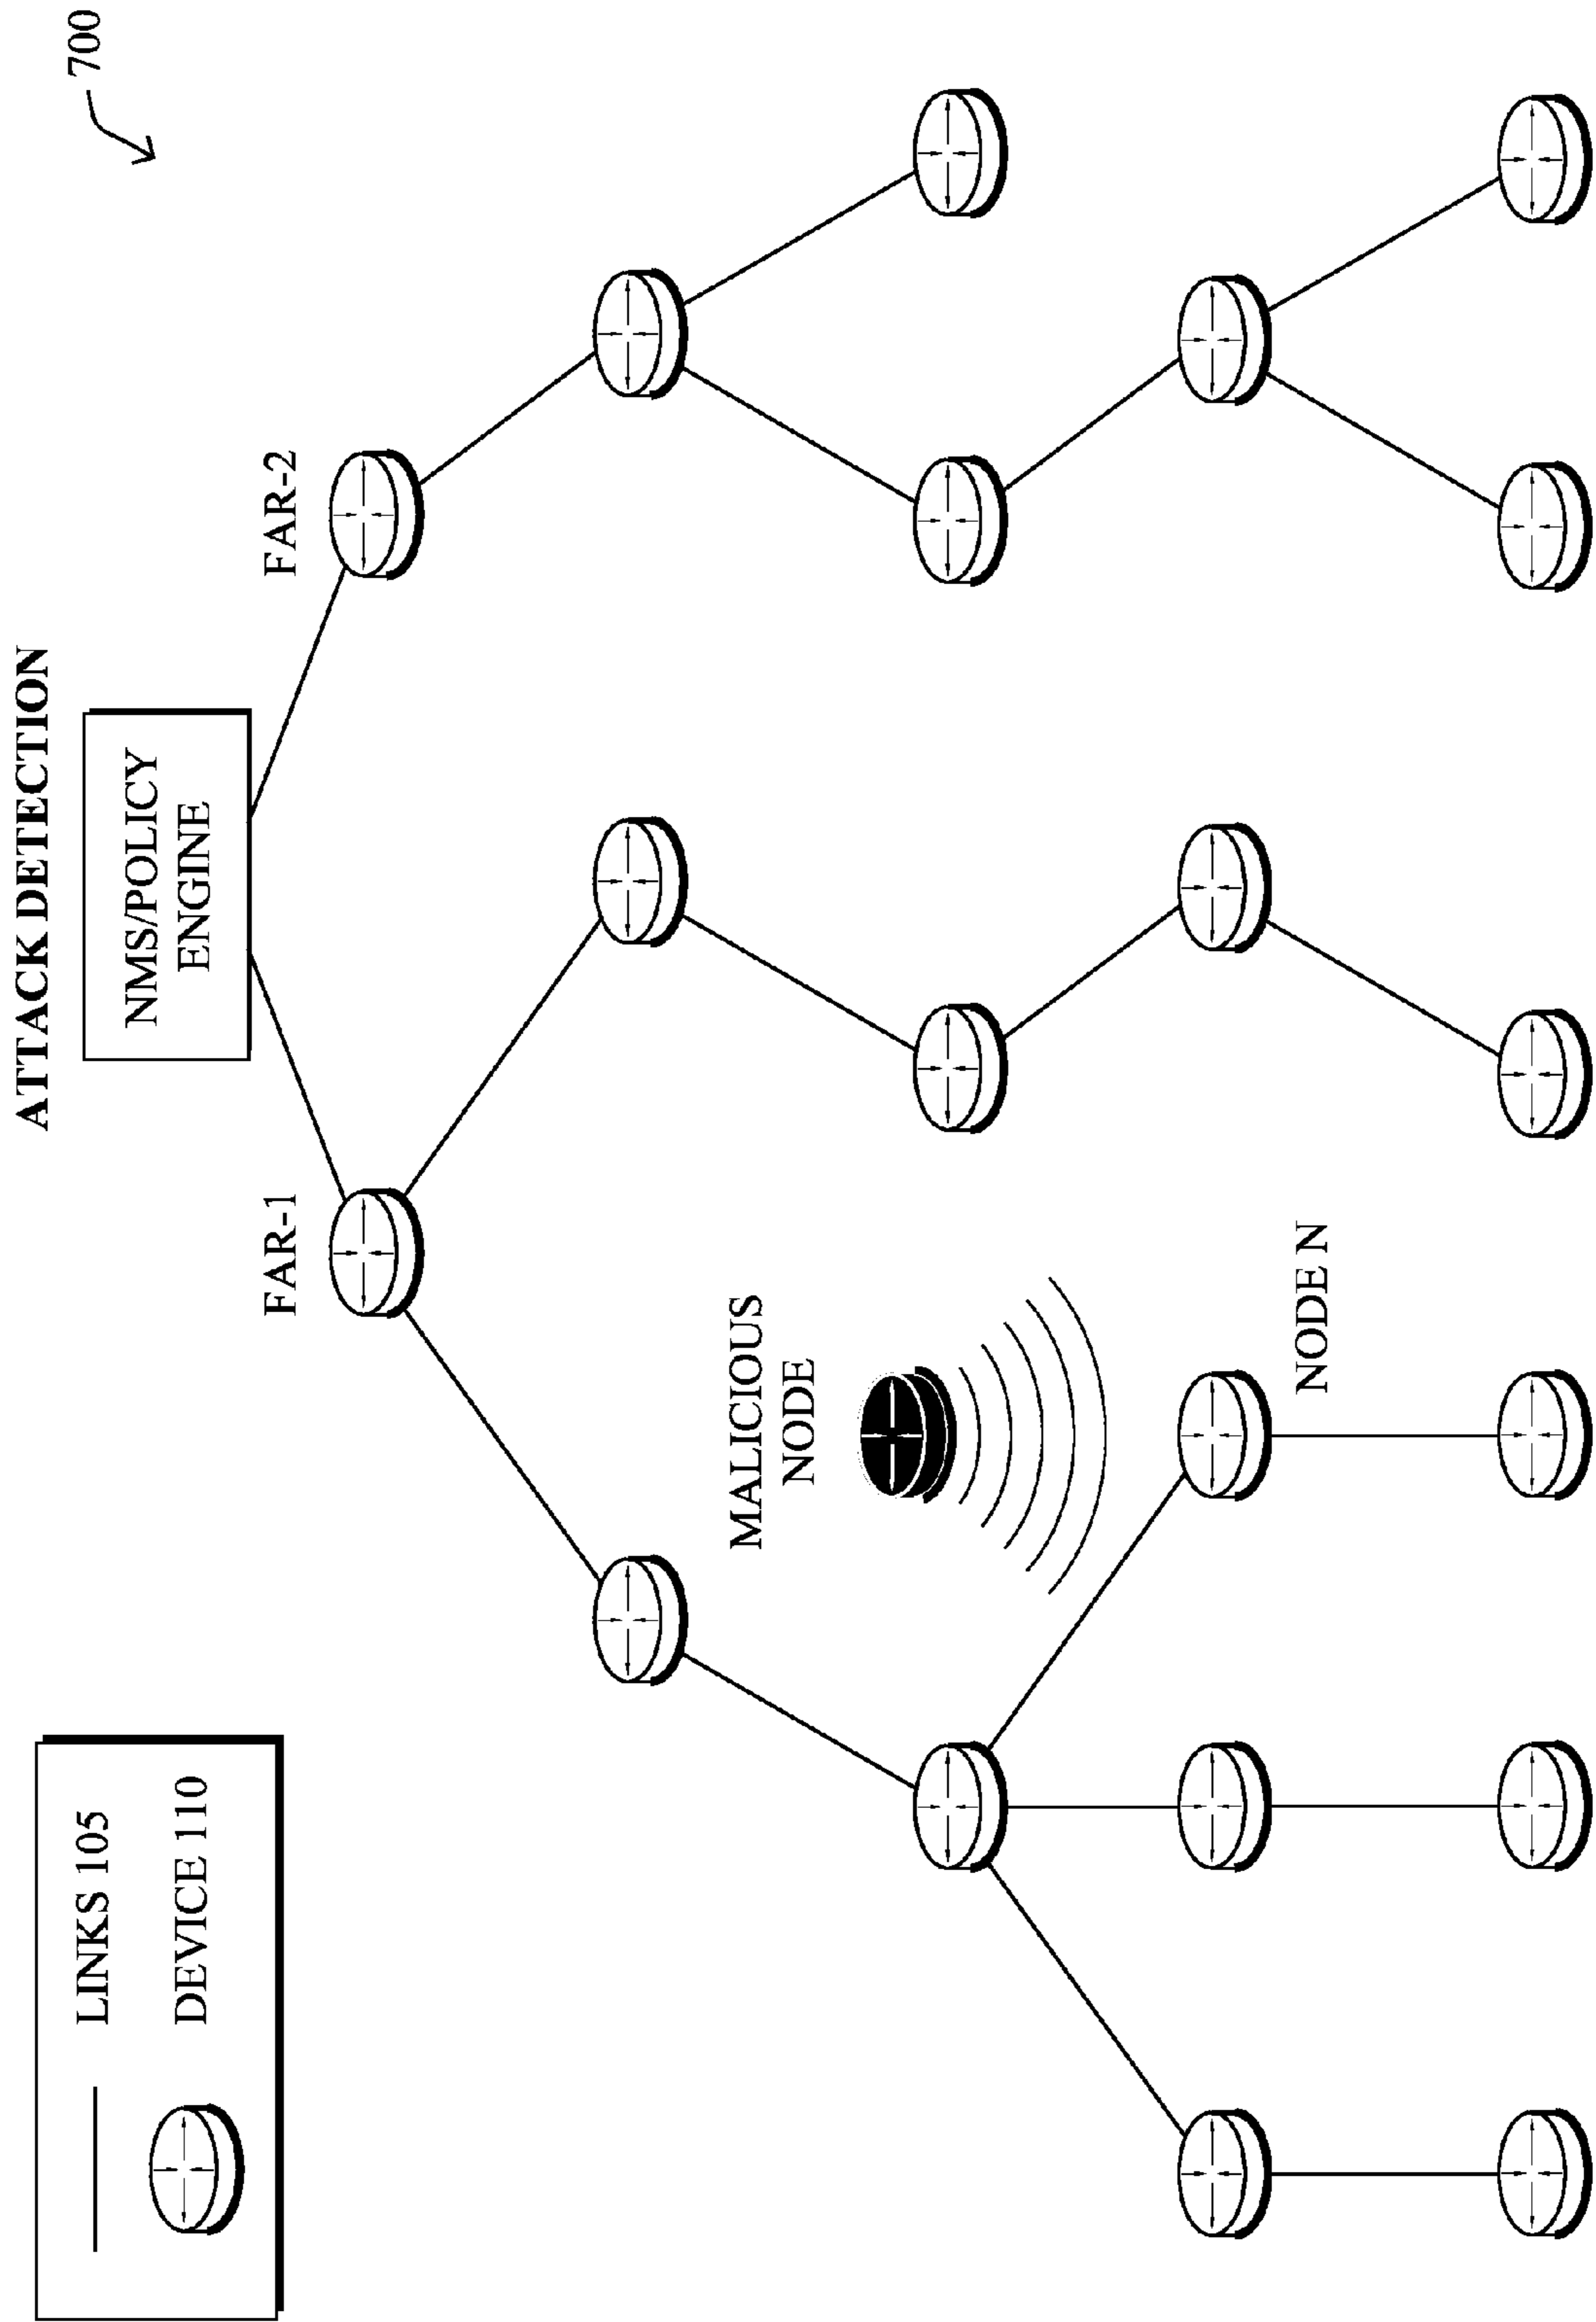 ATTACK DETECTION
700
LINKS 105
DEVICE 110
NMS/POLICY
ENGINE
FAR-1
FAR-2
MALICIOUS
NODE
NODE N